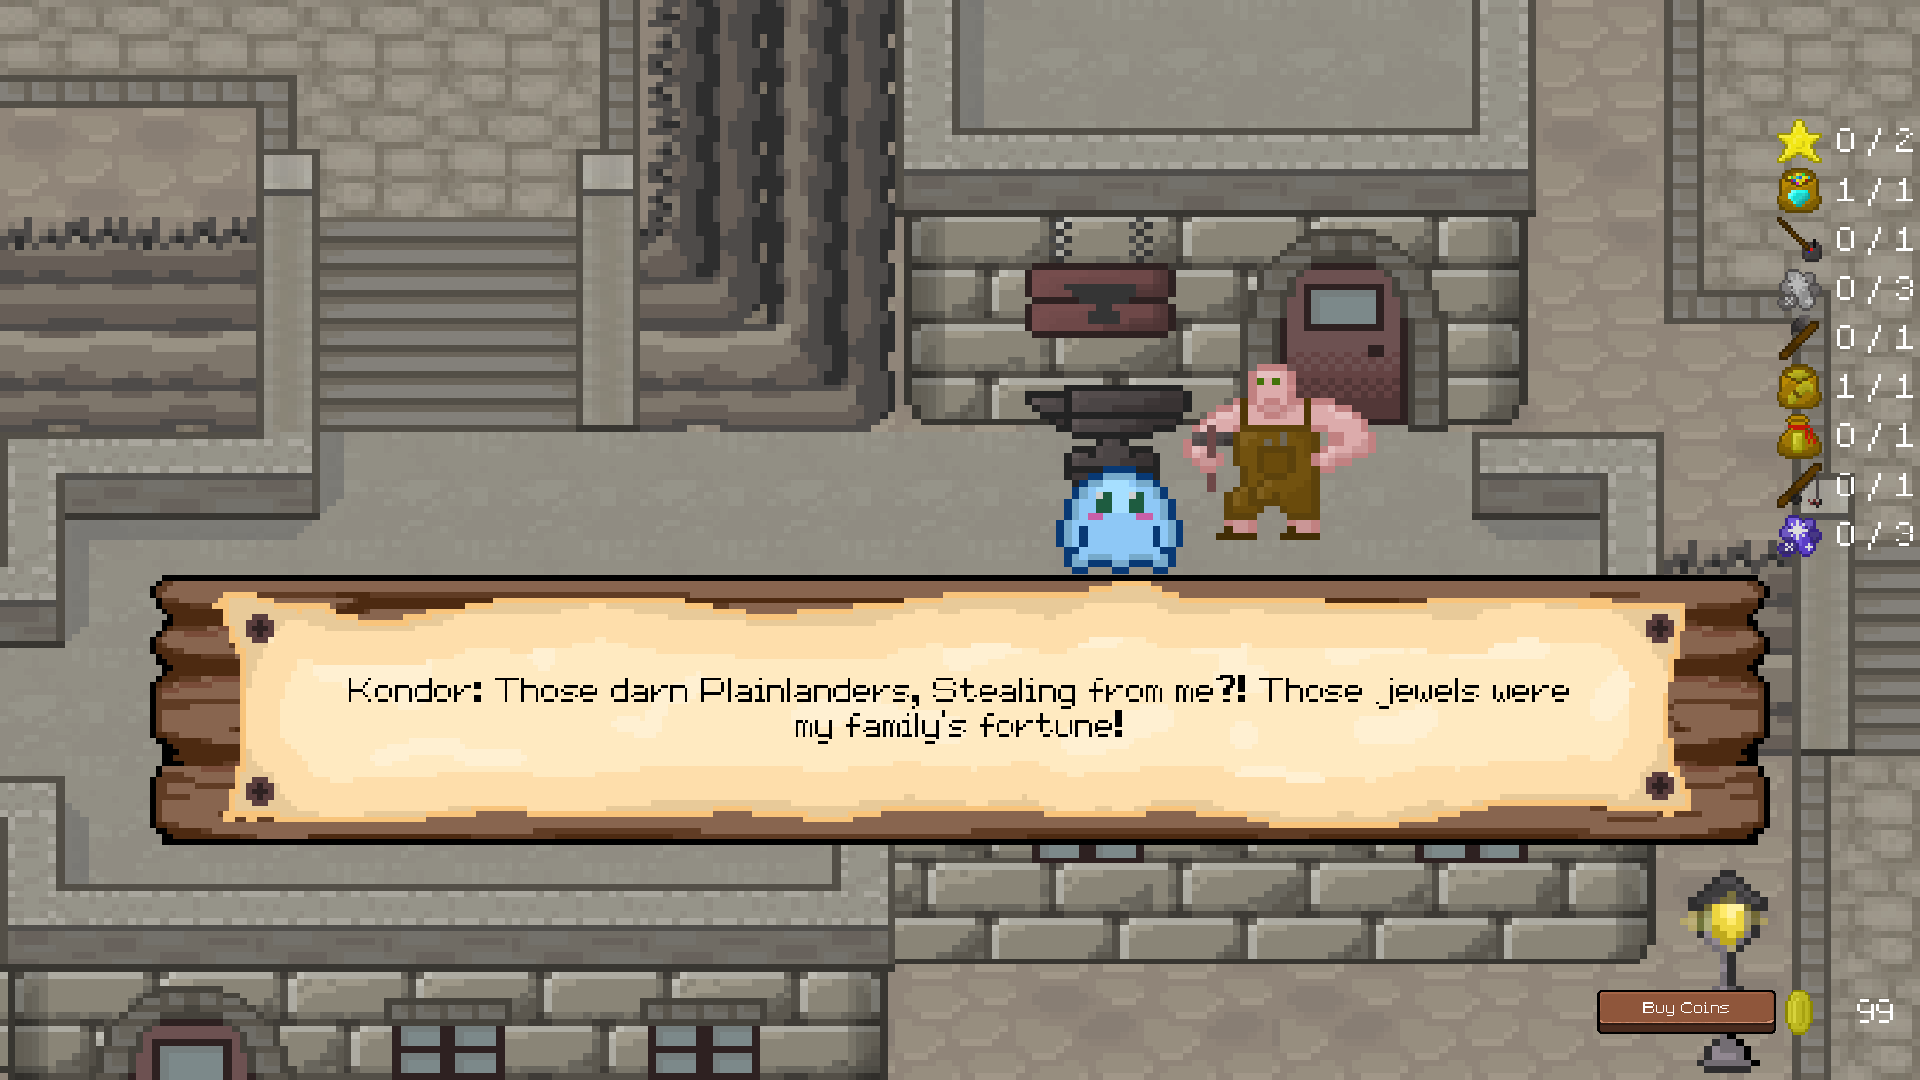 0 / 2
1 / 1
0 / 1
0 / 3
0 / 1
1 / 1
0 / 1
0 / 1
0 / 3
Kondor: Those darn Plainlanders, Stealing from me?! Those jewels were
my family's fortune!
Buy Coins
99